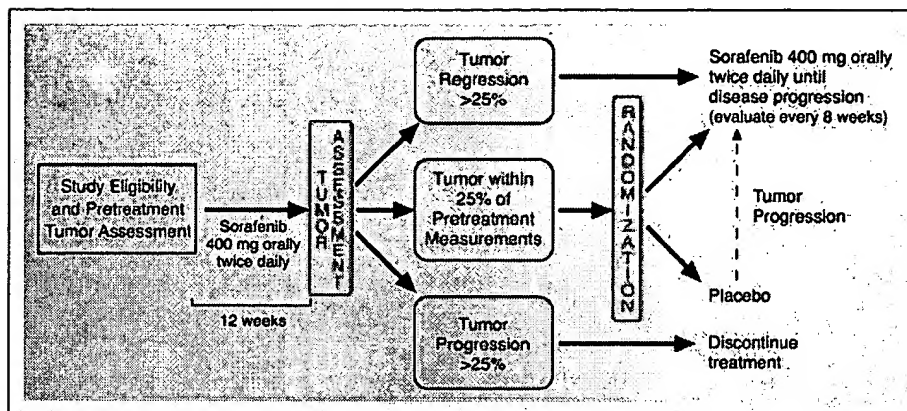 Study Eligibility
and Pretreatment
Tumor Assessment
Sorafenib
400 mg orally
twice daily
12 weeks
TUMOR
ASSESSMENT
Tumor
Regression
>25%
Tumor within
25% of
Pretreatment
Measurements
Tumor
Progression
>25%
RANDOMIZATION
Sorafenib 400 mg orally
twice daily until
disease progression
(evaluate every 8 weeks)
Tumor
Progression
Placebo
Discontinue
treatment